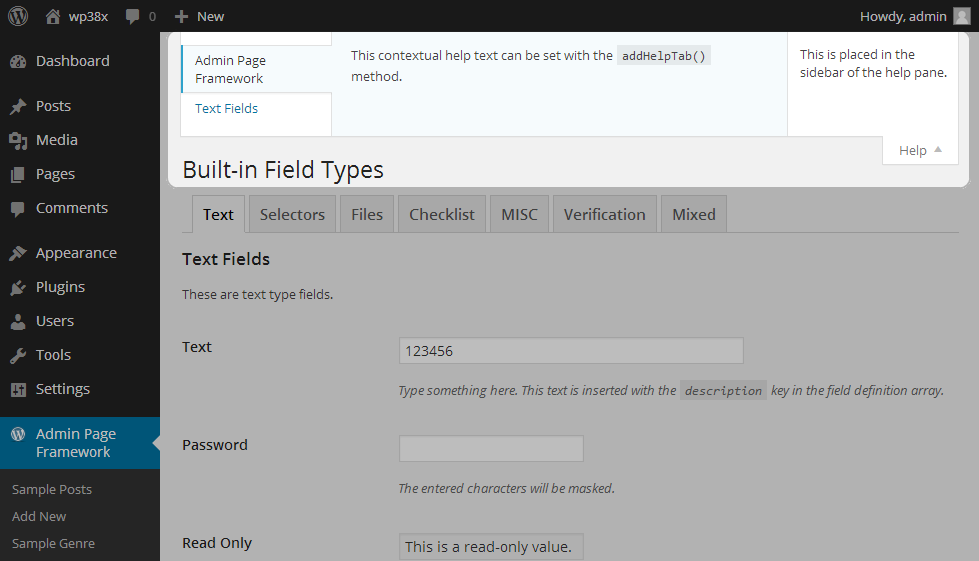 wp38x
0
New
Howdy, admin
Dashboard
Posts
Media
Pages
Comments
Appearance
Plugins
Users
Tools
Settings
Admin Page
Framework
Sample Posts
Add New
Sample Genre
Admin Page
Framework
Text Fields
This contextual help text can be set with the addHelpTab()
method.
This is placed in the
sidebar of the help pane.
Help
Built-in Field Types
Text
Selectors
Files
Checklist
MISC
Verification
Mixed
Text Fields
These are text type fields.
Text
123456
Type something here. This text is inserted with the description key in the field definition array.
Password
The entered characters will be masked.
Read Only
This is a read-only value.